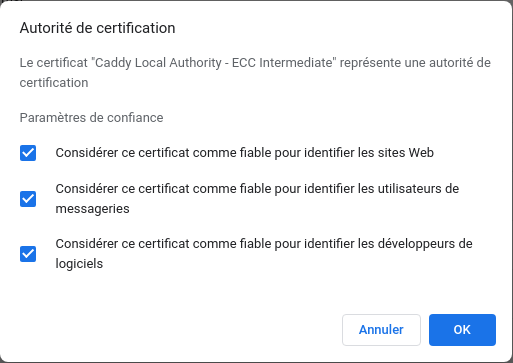 Autorité de certification
Le certificat "Caddy Local Authority - ECC Intermediate" représente une autorité de
certification
Paramètres de confiance
Considérer ce certificat comme fiable pour identifier les sites Web
Considérer ce certificat comme fiable pour identifier les utilisateurs de
messageries
Considérer ce certificat comme fiable pour identifier les développeurs de
logiciels
Annuler
OK